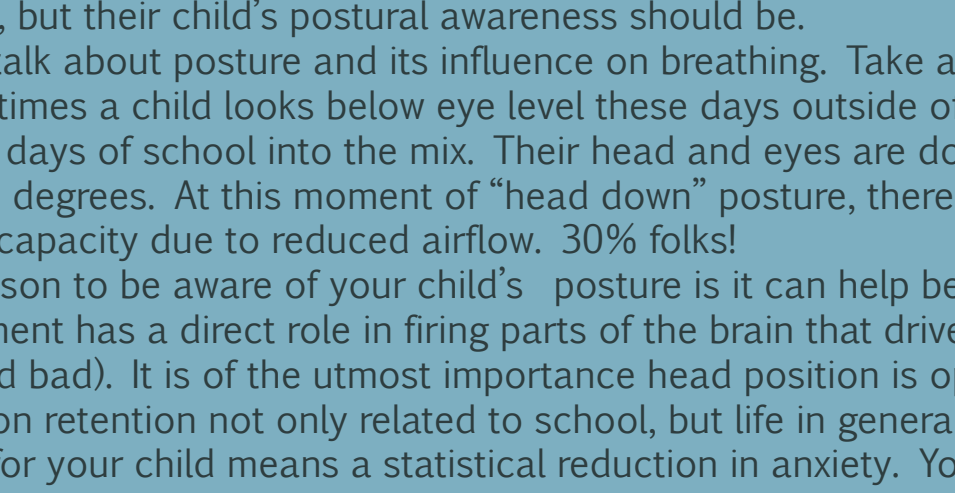 , but their child's postural awareness should be.
talk about posture and its influence on breathing. Take a
times a child looks below eye level these days outside of
days of school into the mix. Their head and eyes are do
degrees. At this moment of “head down” posture, there
capacity due to reduced airflow. 30% folks!
son to be aware of your child’s posture is it can help be
ment has a direct role in firing parts of the brain that drive
d bad). It is of the utmost importance head position is op
on retention not only related to school, but life in genera
for your child means a statistical reduction in anxiety. Yo